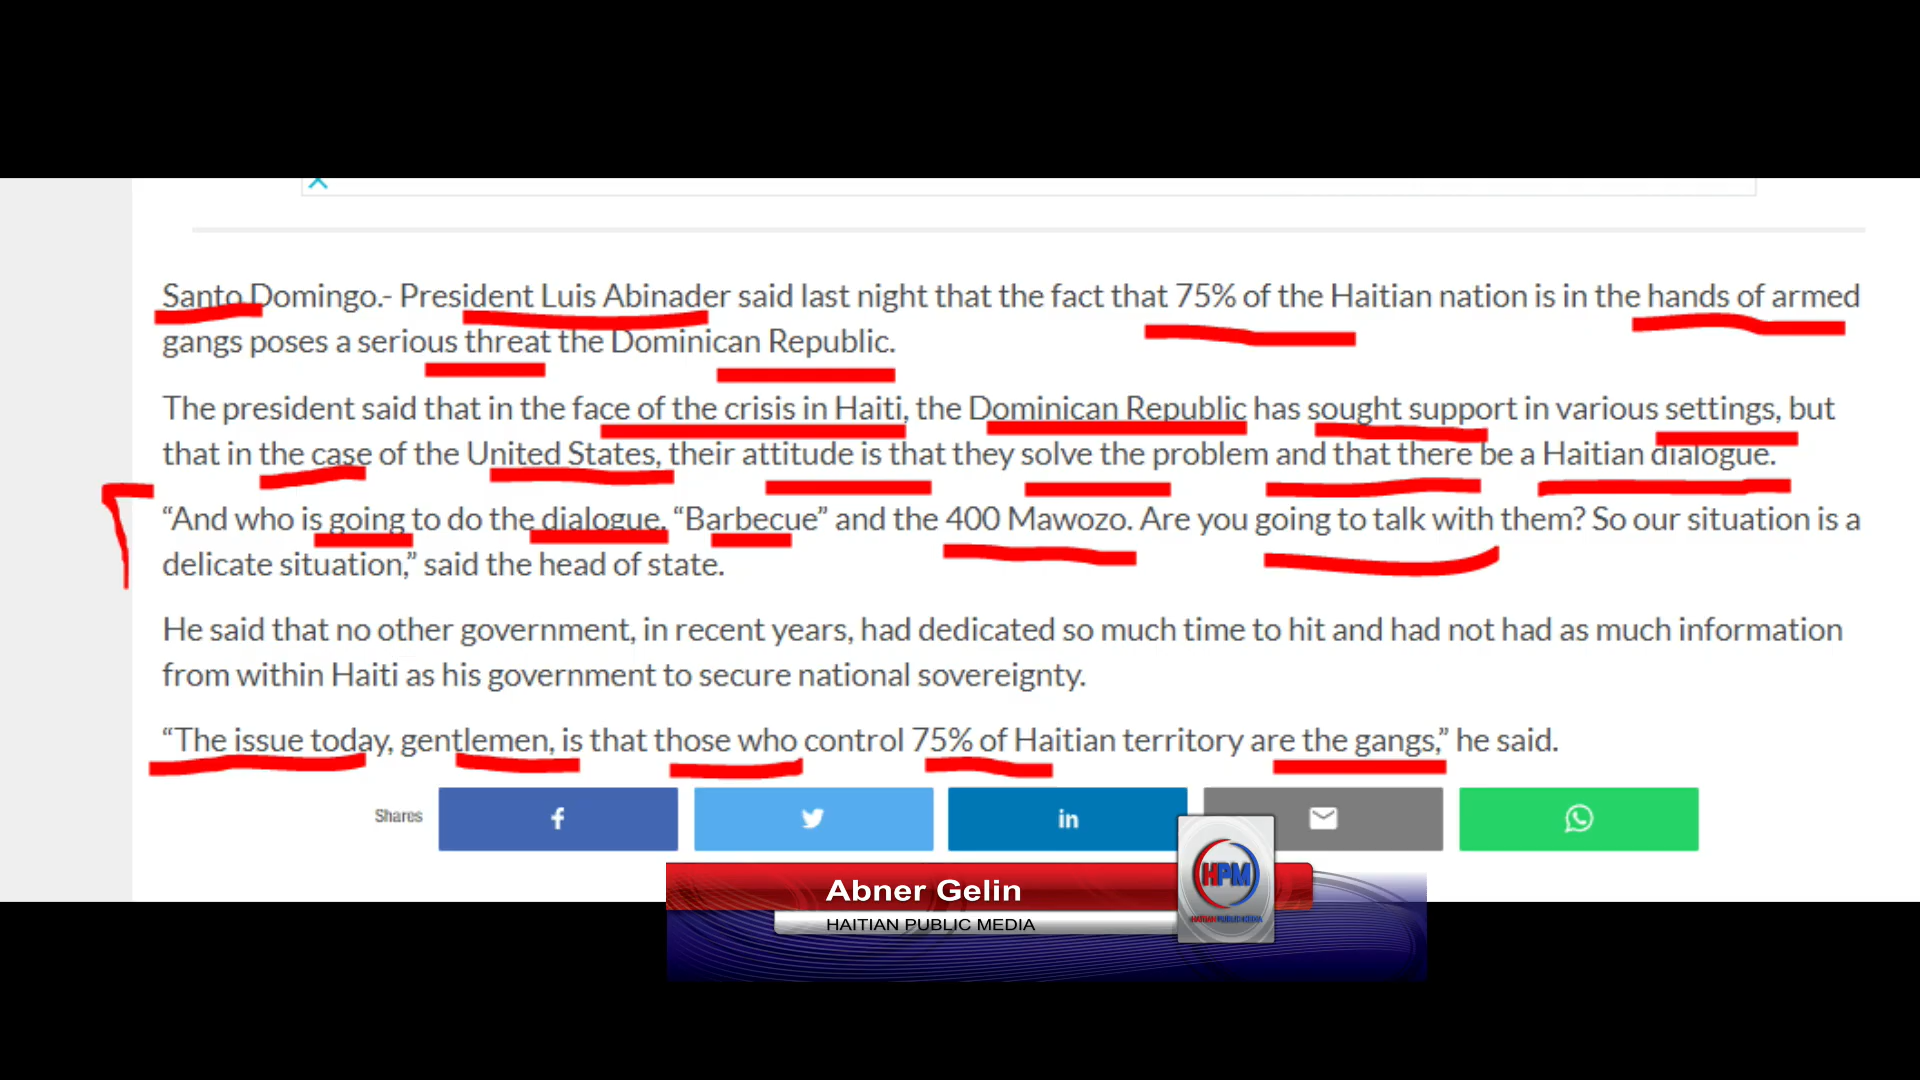 Santo Domingo.- President Luis Abinader said last night that the fact that 75% of the Haitian nation is in the hands of armed
gangs poses a serious threat the Dominican Republic.
The president said that in the face of the crisis in Haiti, the Dominican Republic has sought support in various settings, but
that in the case of the United States, their attitude is that they solve the problem and that there be a Haitian dialogue.
“And who is going to do the dialogue. “Barbecue” and the 400 Mawozo. Are you going to talk with them? So our situation is a
delicate situation,” said the head of state.
He said that no other government, in recent years, had dedicated so much time to hit and had not had as much information
from within Haiti as his government to secure national sovereignty.
“The issue today, gentlemen, is that those who control 75% of Haitian territory are the gangs,” he said.
Shares
f
in
HPM
HAITIAN PUBLIC MEDIA
Abner Gelin
HAITIAN PUBLIC MEDIA